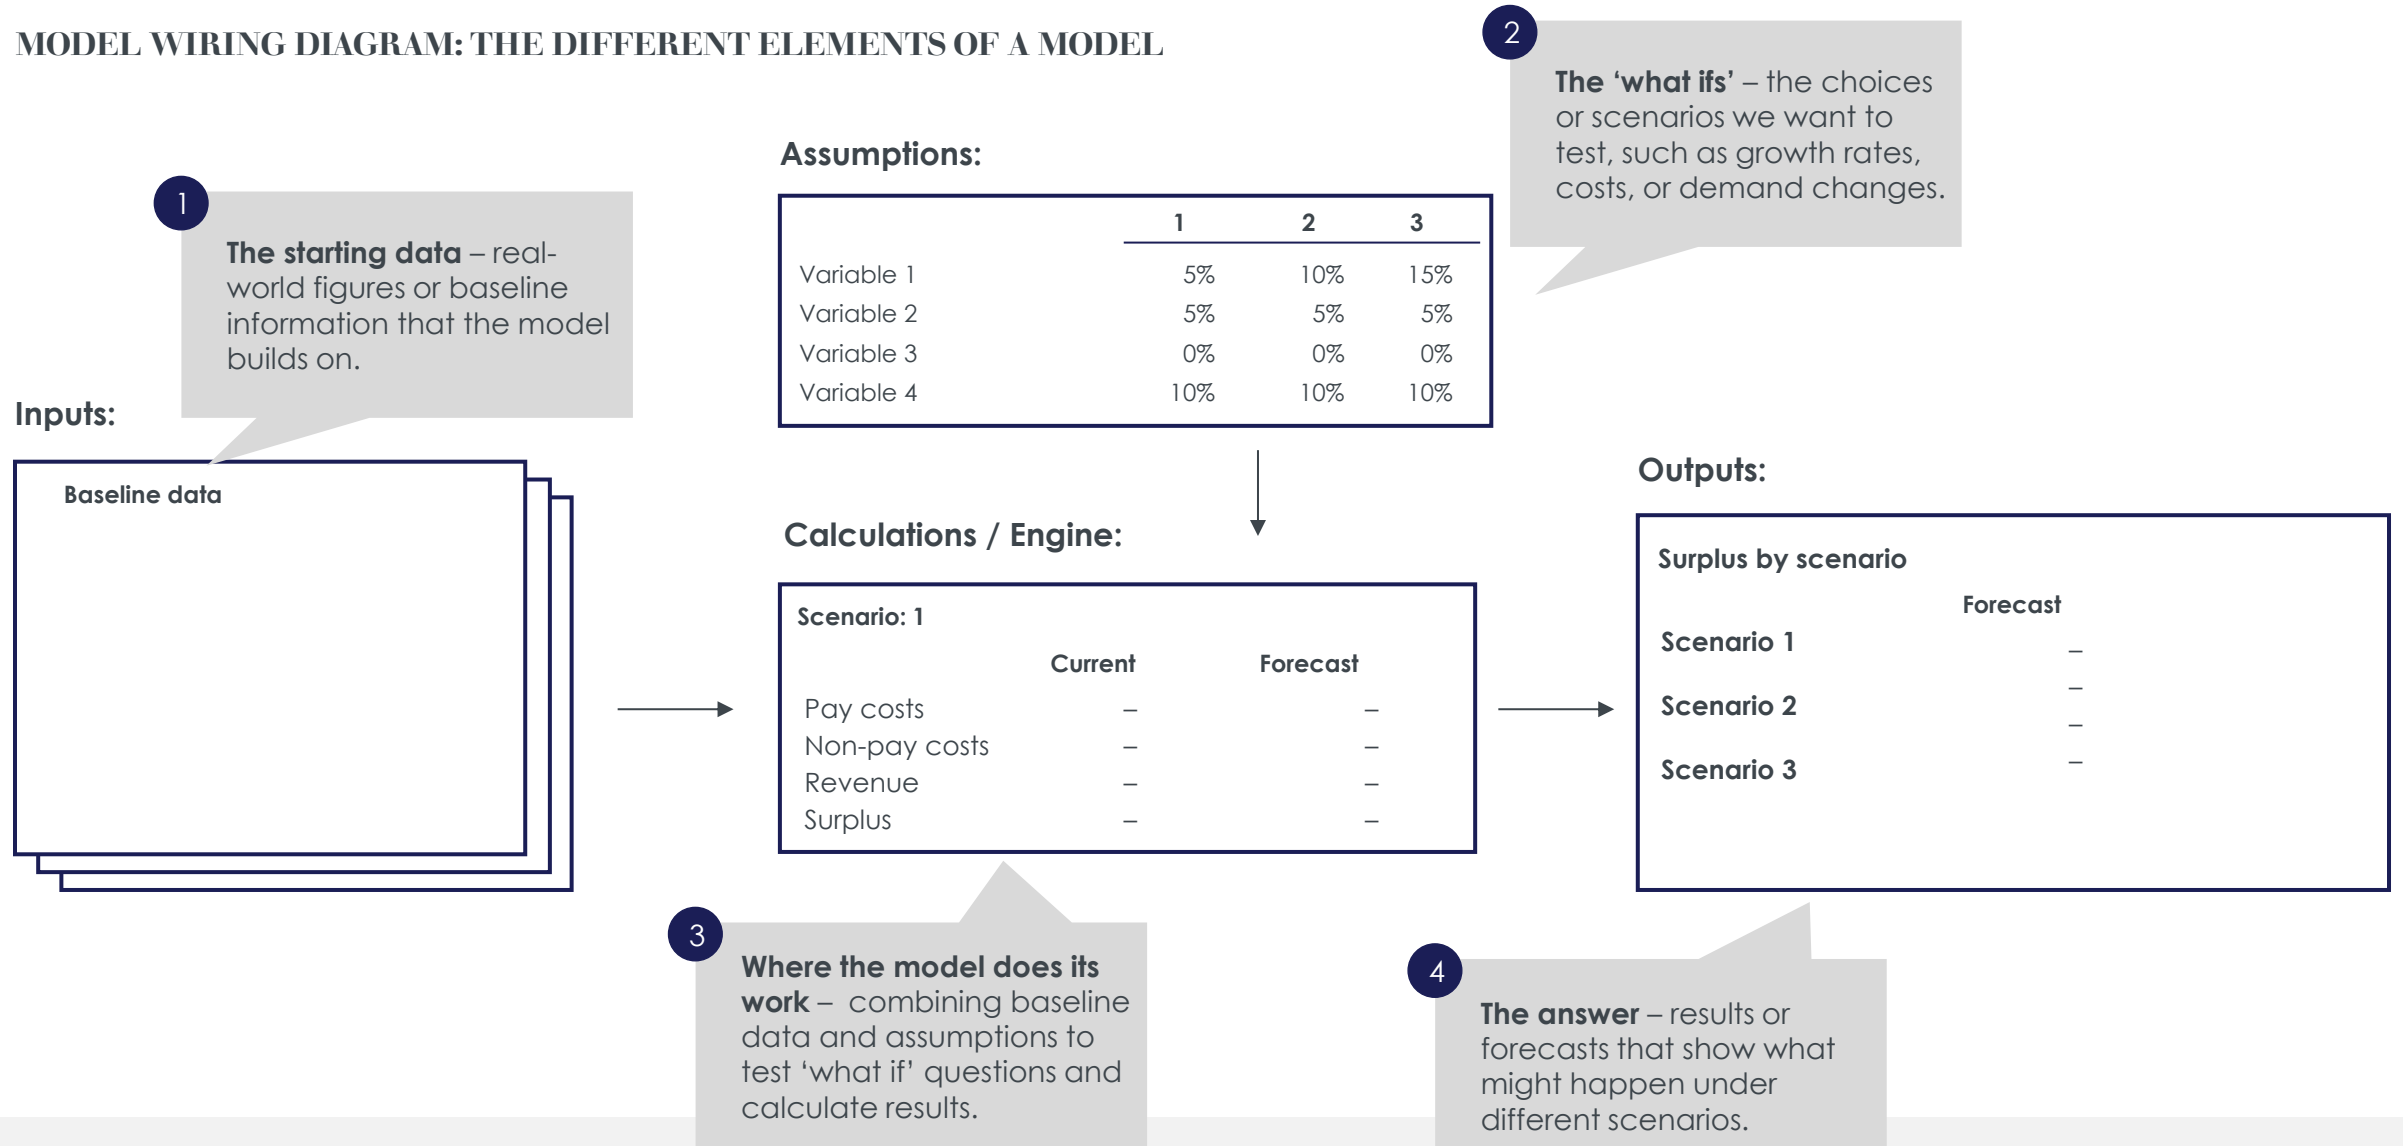 MODEL WIRING DIAGRAM: THE DIFFERENT ELEMENTS OF A MODEL
1
The starting data – real-
world figures or baseline
information that the model
builds on.
Inputs:
Baseline data
2
The ‘what ifs’ – the choices
or scenarios we want to
test, such as growth rates,
costs, or demand changes.
Assumptions:
1 2 3
Variable 1 5% 10% 15%
Variable 2 5% 5% 5%
Variable 3 0% 0% 0%
Variable 4 10% 10% 10%
Calculations / Engine:
Scenario: 1
Current Forecast
Pay costs – –
Non-pay costs – –
Revenue – –
Surplus – –
3
Where the model does its
work – combining baseline
data and assumptions to
test ‘what if’ questions and
calculate results.
Outputs:
Surplus by scenario
Forecast
Scenario 1 –
–
Scenario 2
–
Scenario 3 –
4
The answer – results or
forecasts that show what
might happen under
different scenarios.